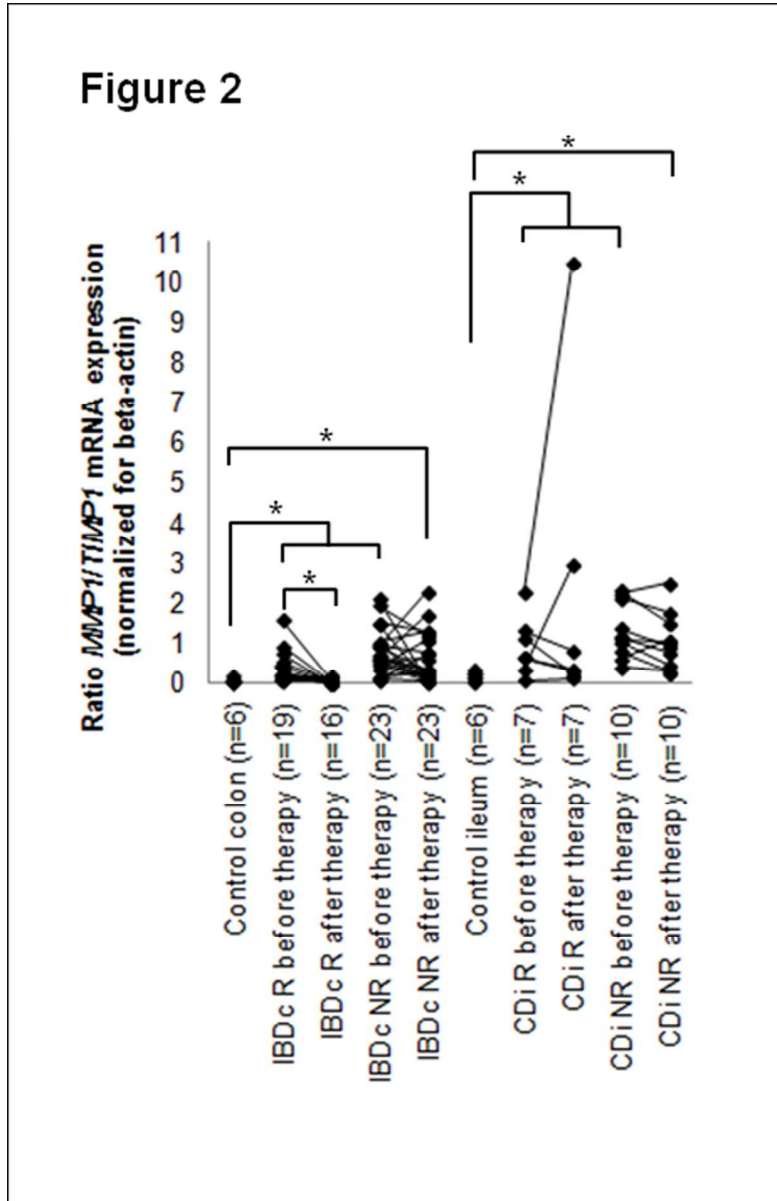 Figure 2
*
*
*
*
*
Ratio MMP1/TIMP1 mRNA expression
(normalized for beta-actin)
11
10
9
8
7
6
5
4
3
2
1
0
Control colon (n=6)
IBDc R before therapy (n=19)
IBDc R after therapy (n=16)
IBDc NR before therapy (n=23)
IBDc NR after therapy (n=23)
Control ileum (n=6)
CDi R before therapy (n=7)
CDi R after therapy (n=7)
CDi NR before therapy (n=10)
CDi NR after therapy (n=10)